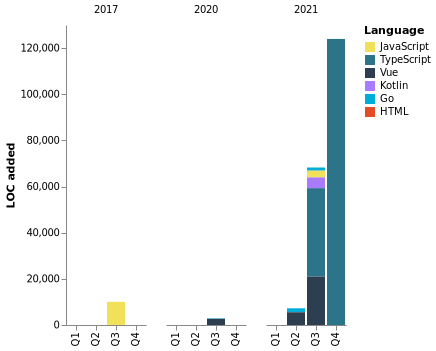 2017 2020 2021
Language
JavaScript
TypeScript
Vue
Kotlin
Go
HTML
LOC added
120,000
100,000
80,000
60,000
40,000
20,000
0
Q1 Q2 Q3 Q4 Q1 Q2 Q3 Q4 Q1 Q2 Q3 Q4